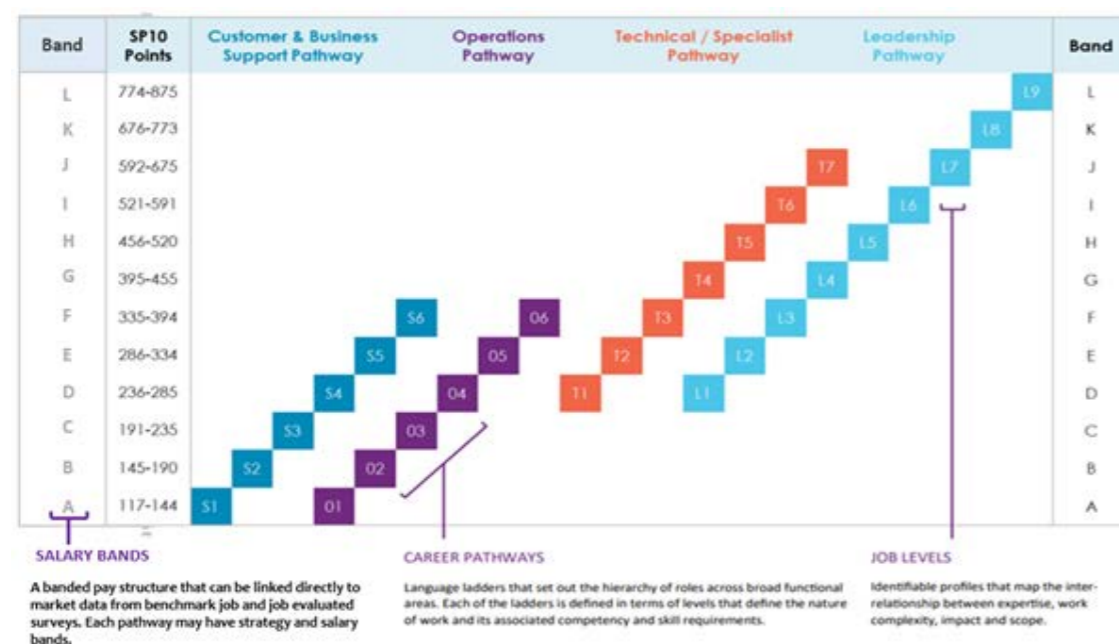 Band
SP10
Points
Customer & Business
Support Pathway
Operations
Pathway
Technical / Specialist
Pathway
Leadership
Pathway
Band
L 774-875 L9 L
K 676-773 L8 K
J 592-675 T7 L7 J
I 521-591 T6 L6 I
H 456-520 T5 L5 H
G 395-455 T4 L4 G
F 335-394 S6 06 T3 L3 F
E 286-334 S5 05 T2 L2 E
D 236-285 S4 04 T1 L1 D
C 191-235 S3 03 C
B 145-190 S2 02 B
A 117-144 S1 01 A
SALARY BANDS
A banded pay structure that can be linked directly to
market data from benchmark job and job evaluated
surveys. Each pathway may have strategy and salary
bands.
CAREER PATHWAYS
Language ladders that set out the hierarchy of roles across broad functional
areas. Each of the ladders is defined in terms of levels that define the nature
of work and its associated competency and skill requirements.
JOB LEVELS
Identifiable profiles that map the inter-
relationship between expertise, work
complexity, impact and scope.